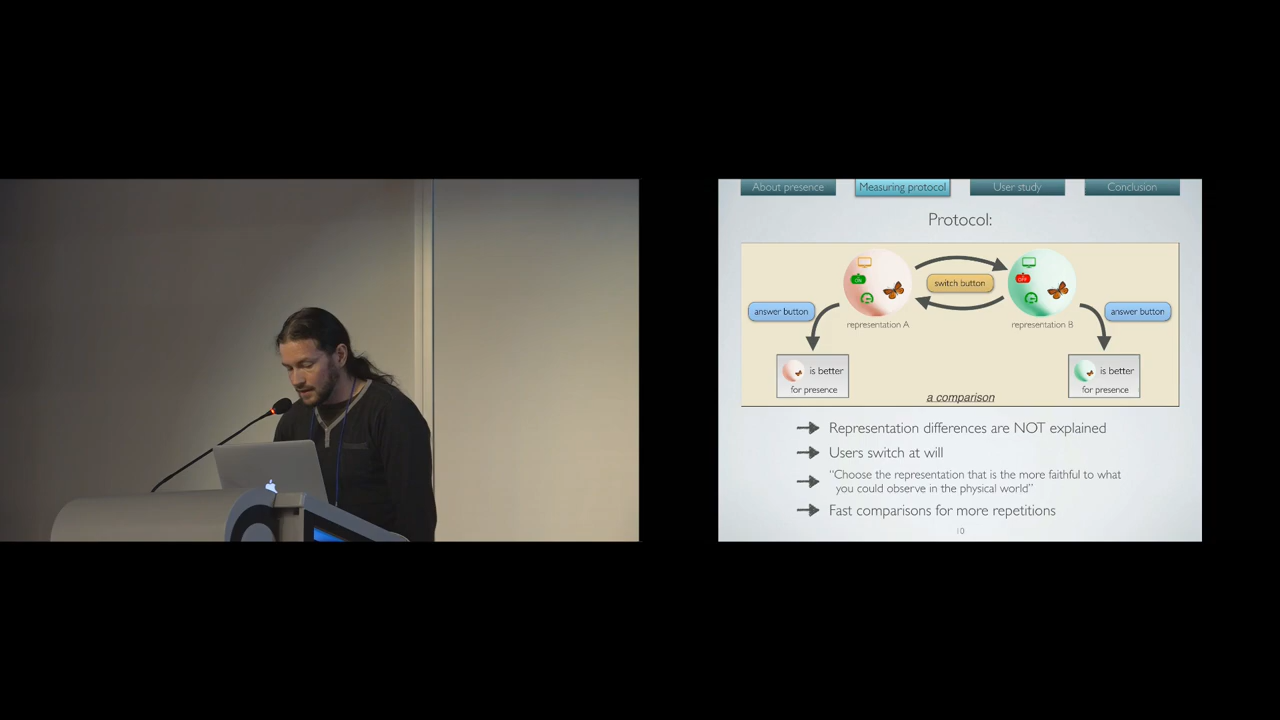 About presence
Measuring protocol
User study
Conclusion
Protocol:
switch button
answer button
answer button
representation A
representation B
ON
OFF
is better
for presence
is better
for presence
a comparison
Representation differences are NOT explained
Users switch at will
“Choose the representation that is the more faithful to what
you could observe in the physical world”
Fast comparisons for more repetitions
10